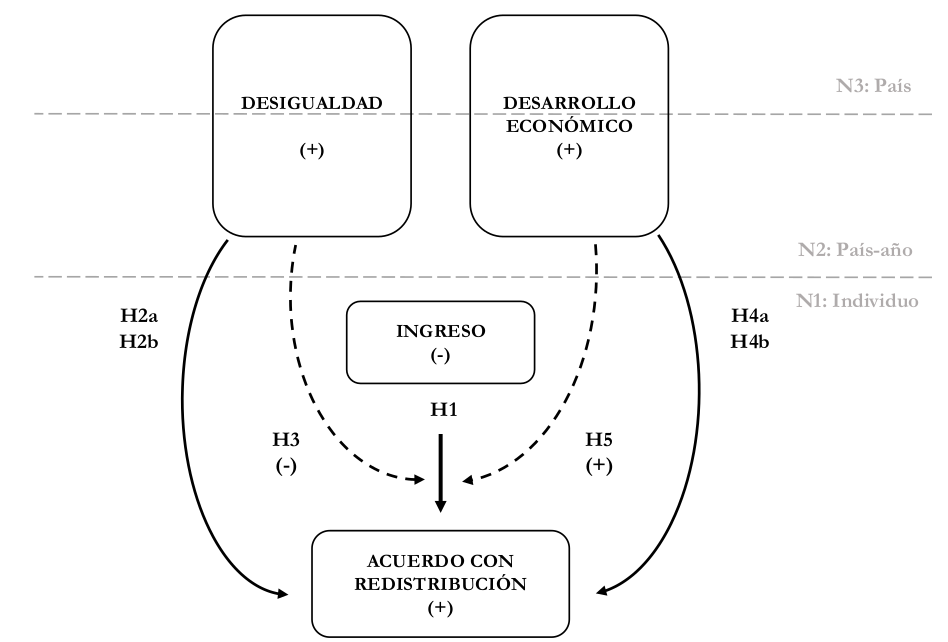 N3: País
DESIGUALDAD
(+)
DESARROLLO
ECONÓMICO
(+)
N2: País-año
N1: Individuo
H2a
H2b
INGRESO
(-)
H4a
H4b
H1
H3
(-)
H5
(+)
ACUERDO CON
REDISTRIBUCIÓN
(+)